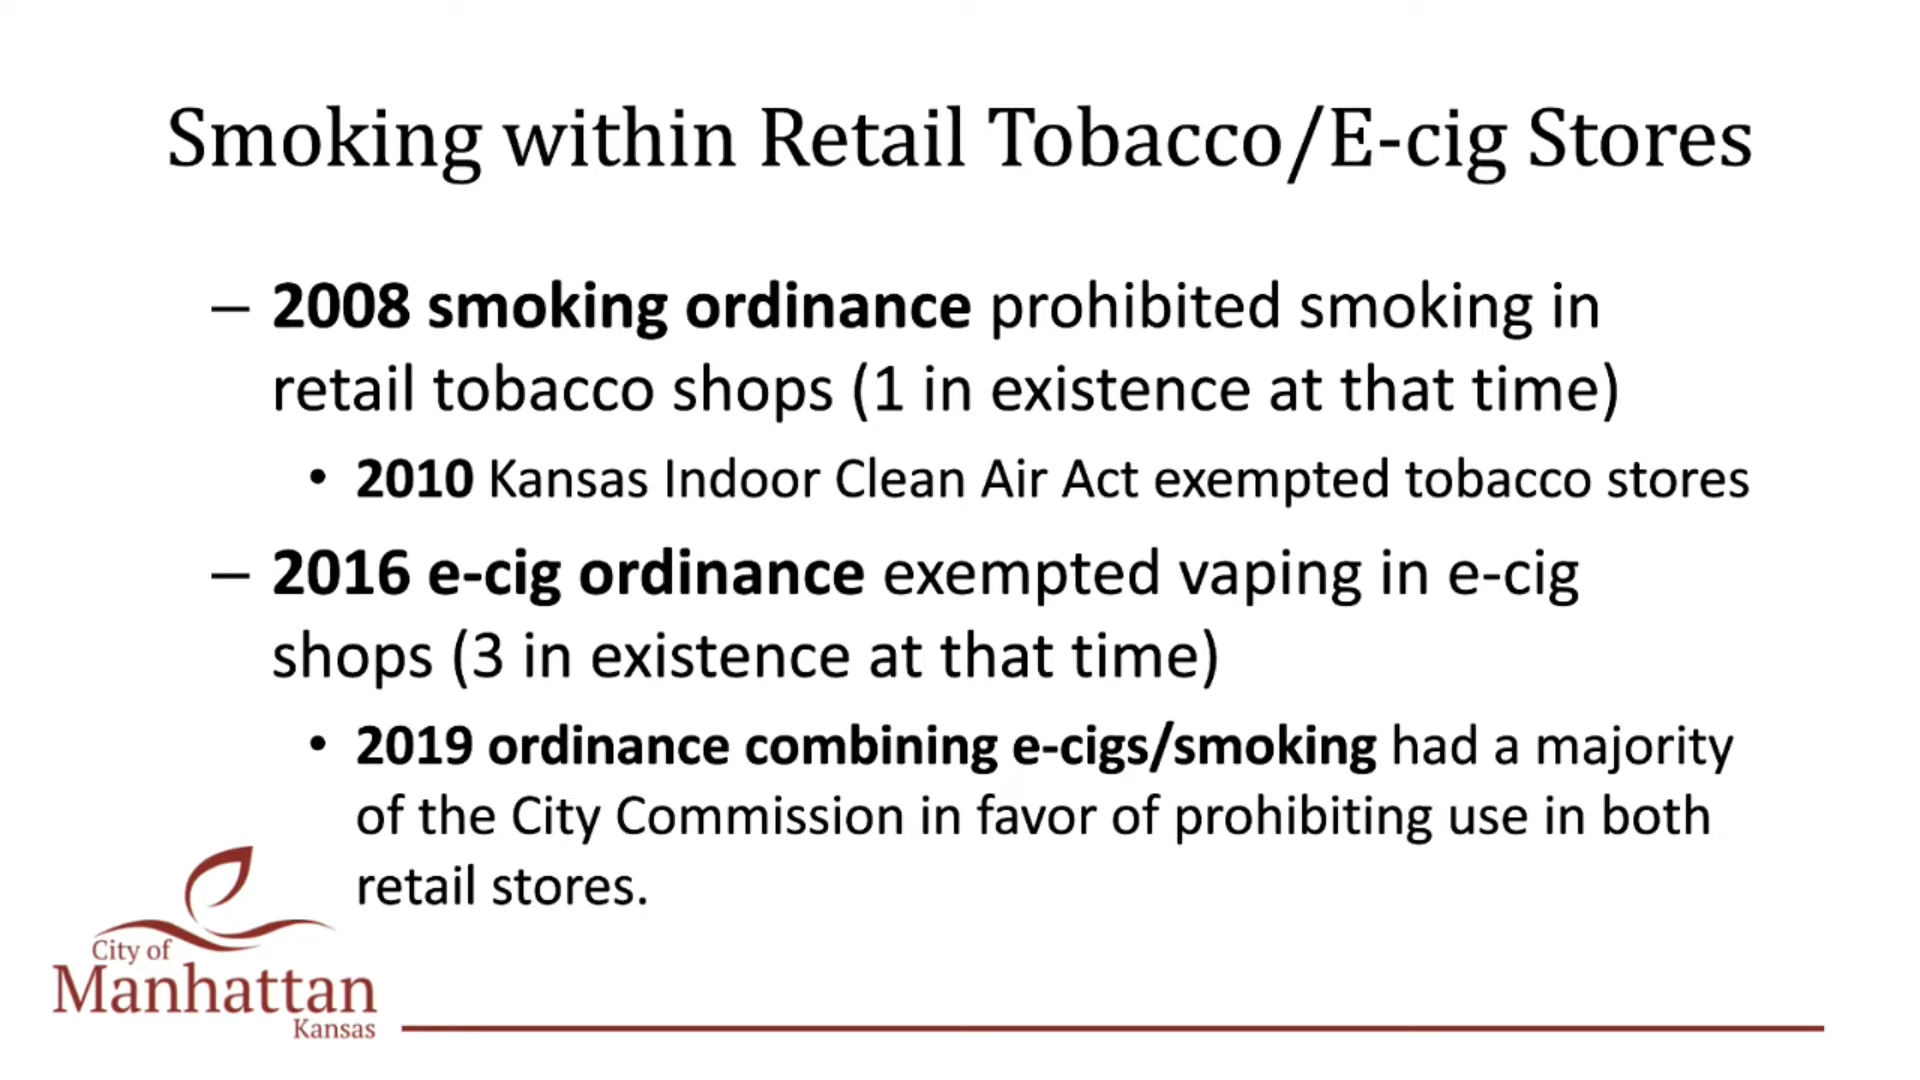 Smoking within Retail Tobacco/E-cig Stores
– 2008 smoking ordinance prohibited smoking in
retail tobacco shops (1 in existence at that time)
• 2010 Kansas Indoor Clean Air Act exempted tobacco stores
– 2016 e-cig ordinance exempted vaping in e-cig
shops (3 in existence at that time)
• 2019 ordinance combining e-cigs/smoking had a majority
of the City Commission in favor of prohibiting use in both
retail stores.
City of
Manhattan
Kansas